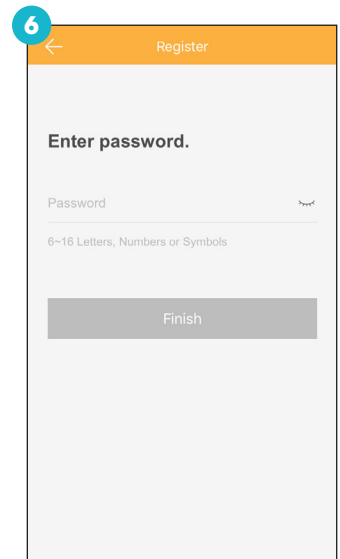 6
Register
Enter password.
Password
6~16 Letters, Numbers or Symbols
Finish